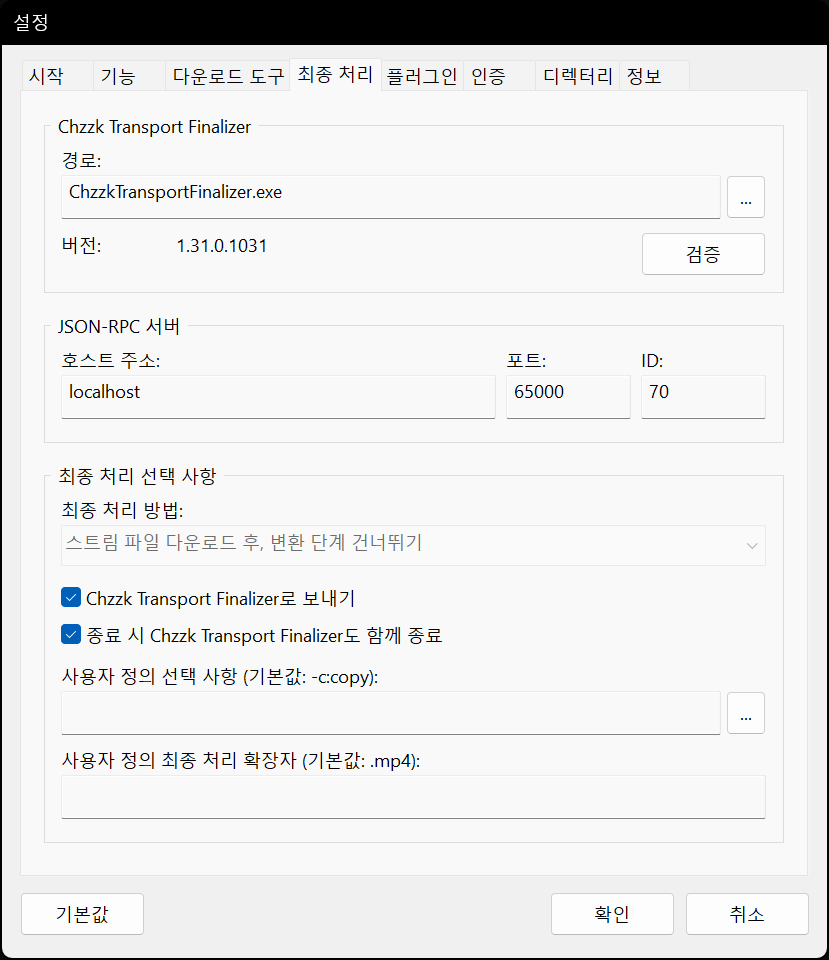 설정
시작 기능 다운로드 도구 최종 처리 플러그인 인증 디렉터리 정보
Chzzk Transport Finalizer
경로:
ChzzkTransportFinalizer.exe ...
버전: 1.31.0.1031 검증
JSON-RPC 서버
호스트 주소: 포트: ID:
localhost 65000 70
최종 처리 선택 사항
최종 처리 방법:
스트림 파일 다운로드 후, 변환 단계 건너뛰기
Chzzk Transport Finalizer로 보내기
종료 시 Chzzk Transport Finalizer도 함께 종료
사용자 정의 선택 사항 (기본값: -c:copy):
...
사용자 정의 최종 처리 확장자 (기본값: .mp4):
기본값 확인 취소